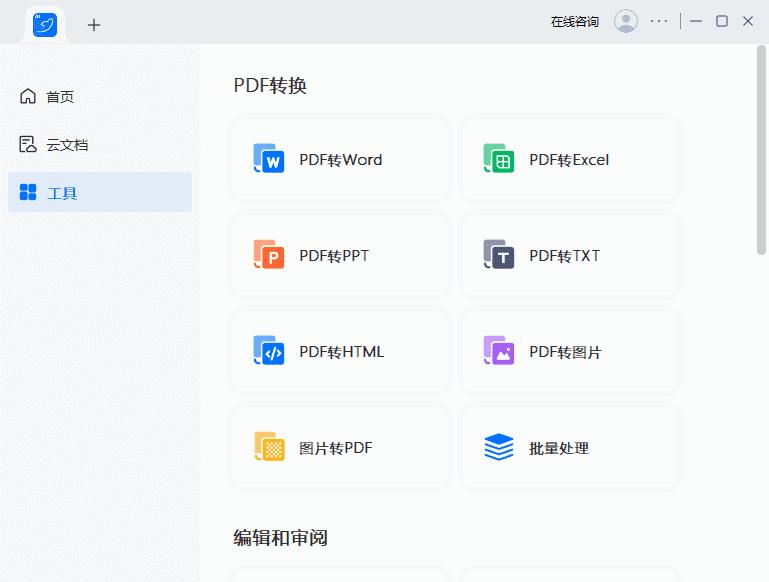 在线咨询
首页
云文档
工具
PDF转换
PDF转Word
PDF转Excel
PDF转PPT
PDF转TXT
PDF转HTML
PDF转图片
图片转PDF
批量处理
编辑和审阅